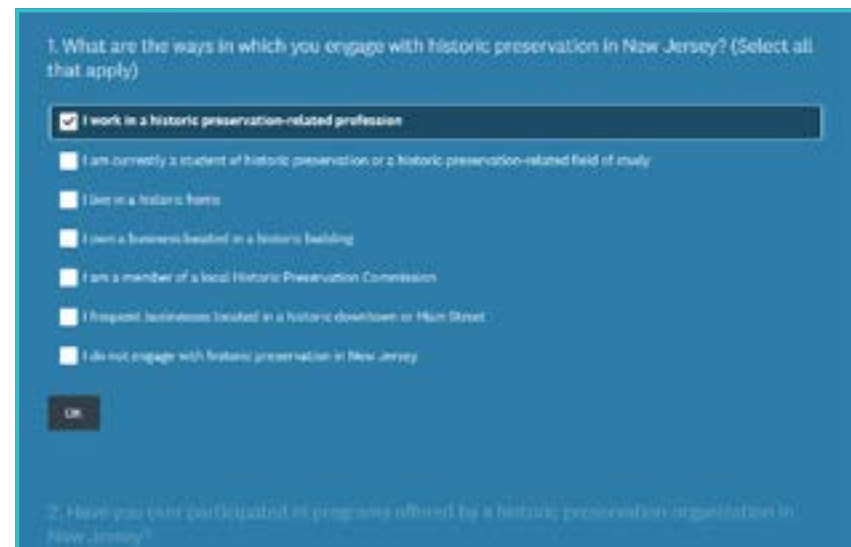 1. What are the ways in which you engage with historic preservation in New Jersey? (Select all
that apply)
I work in a historic preservation-related profession
I am currently a student of historic preservation or a historic preservation-related field of study
I live in a historic home
I own a business located in a historic building
I am a member of a local Historic Preservation Commission
I frequent businesses located in a historic downtown or Main Street
I do not engage with historic preservation in New Jersey
OK
2. Have you ever participated in programs offered by a historic preservation organization in
New Jersey?